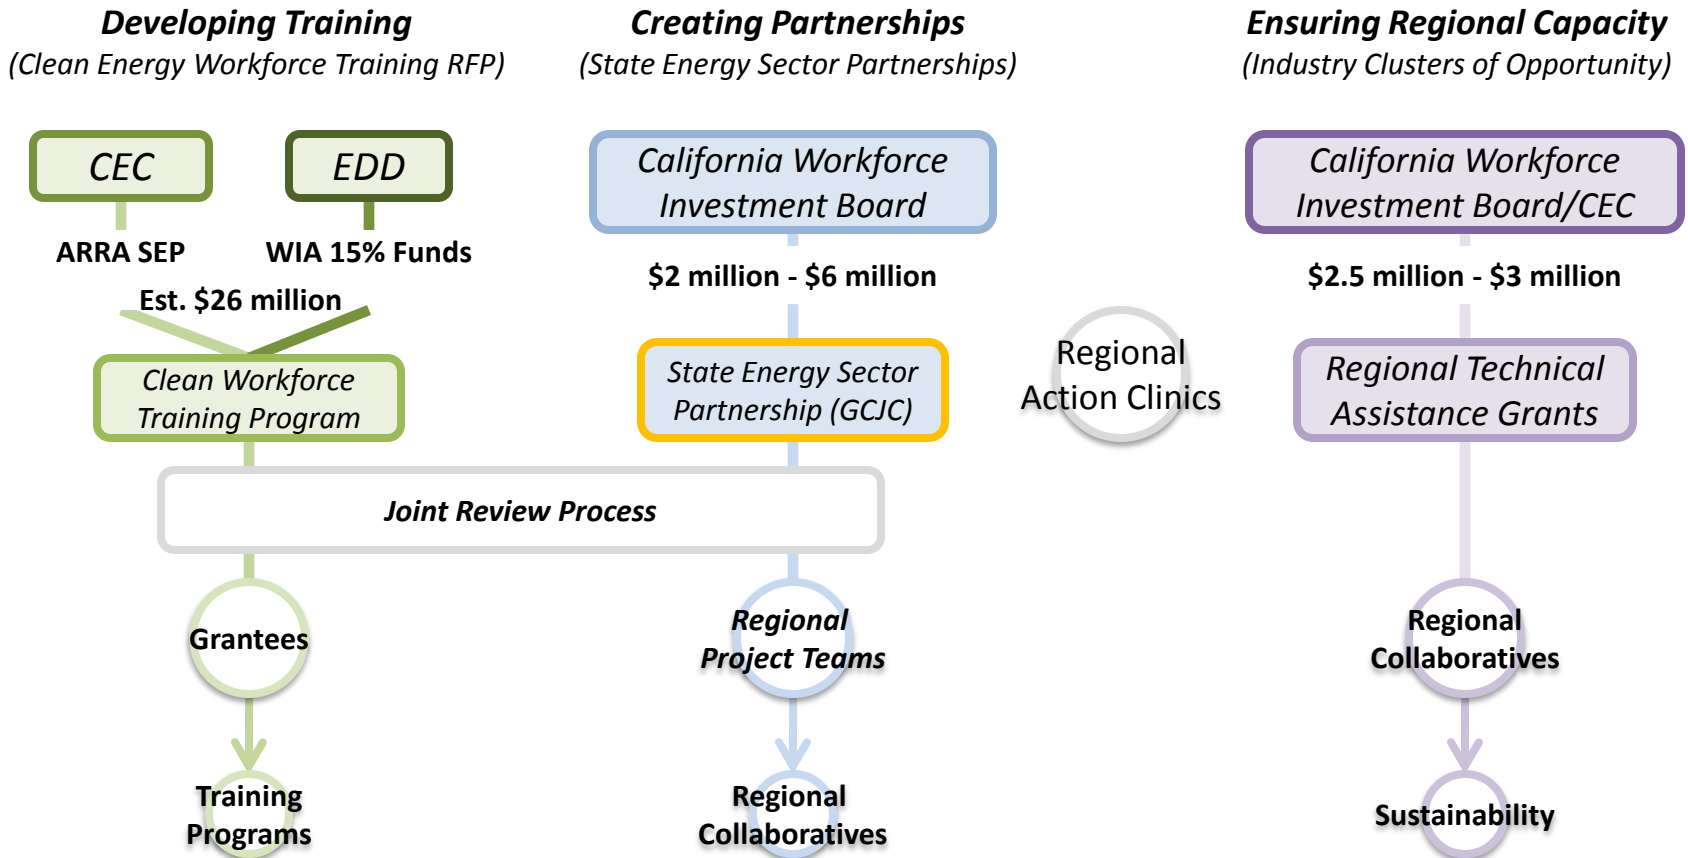 Developing Training
(Clean Energy Workforce Training RFP)
CEC
EDD
ARRA SEP
WIA 15% Funds
Est. $26 million
Clean Workforce
Training Program
Creating Partnerships
(State Energy Sector Partnerships)
California Workforce
Investment Board
$2 million - $6 million
State Energy Sector
Partnership (GCJC)
Joint Review Process
Grantees
Training
Programs
Regional
Project Teams
Regional
Collaboratives
Regional
Action Clinics
Ensuring Regional Capacity
(Industry Clusters of Opportunity)
California Workforce
Investment Board/CEC
$2.5 million - $3 million
Regional Technical
Assistance Grants
Regional
Collaboratives
Sustainability